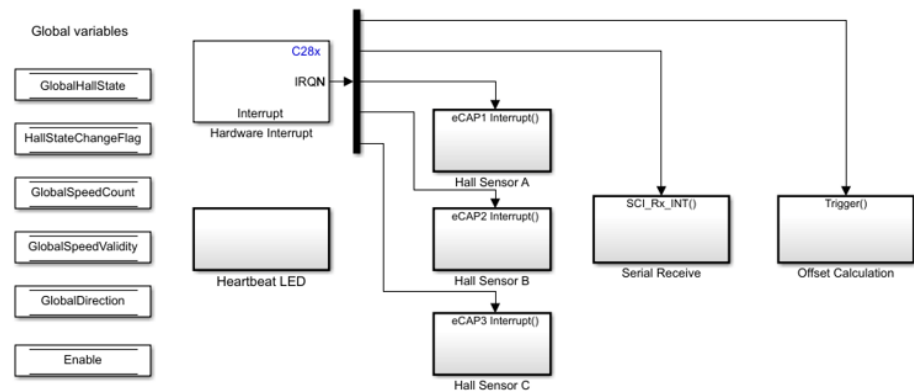 Global variables
GlobalHallState
HallStateChangeFlag
GlobalSpeedCount
GlobalSpeedValidity
GlobalDirection
Enable
C28x
IRQN
Interrupt
Hardware Interrupt
Heartbeat LED
eCAP1 Interrupt()
Hall Sensor A
eCAP2 Interrupt()
Hall Sensor B
eCAP3 Interrupt()
Hall Sensor C
SCI_Rx_INT()
Serial Receive
Trigger()
Offset Calculation